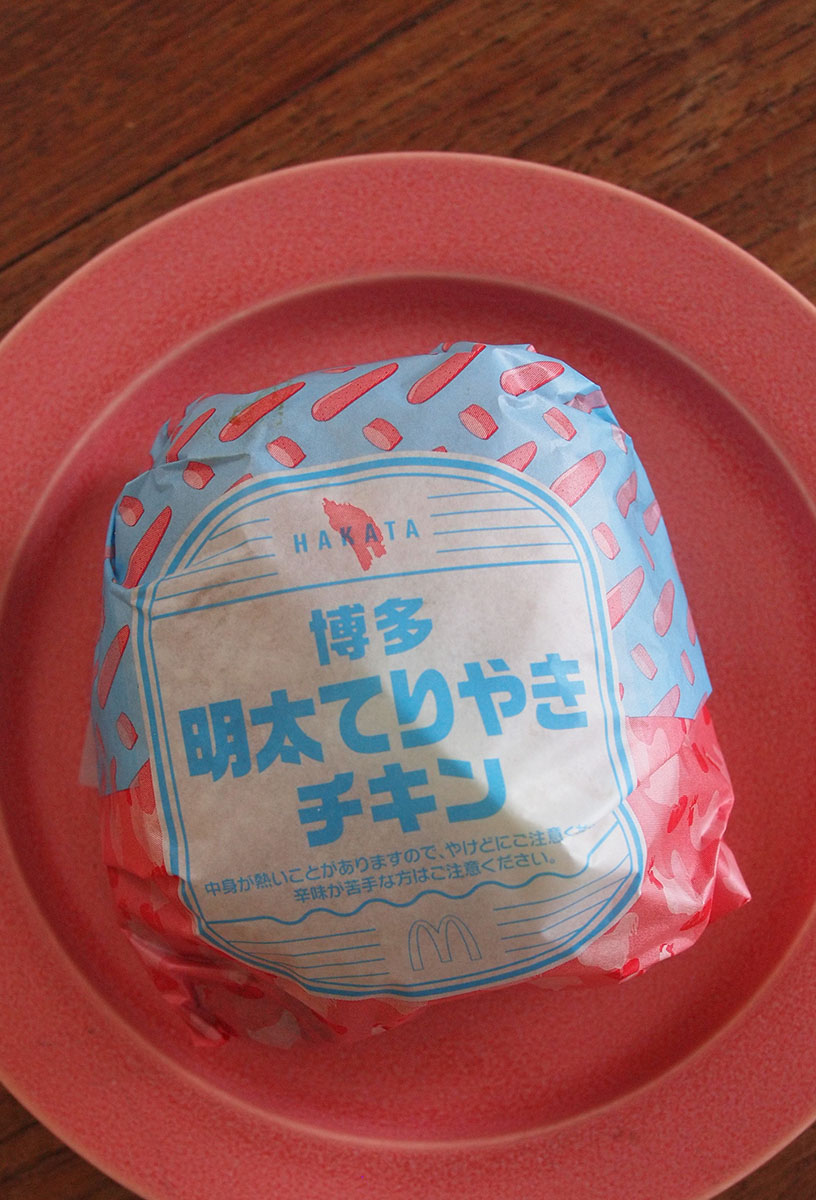 HAKATA
博多
明太てりやき
チキン
中身が熱いことがありますので、やけどにご注意く
辛味が苦手な方はご注意ください。
M